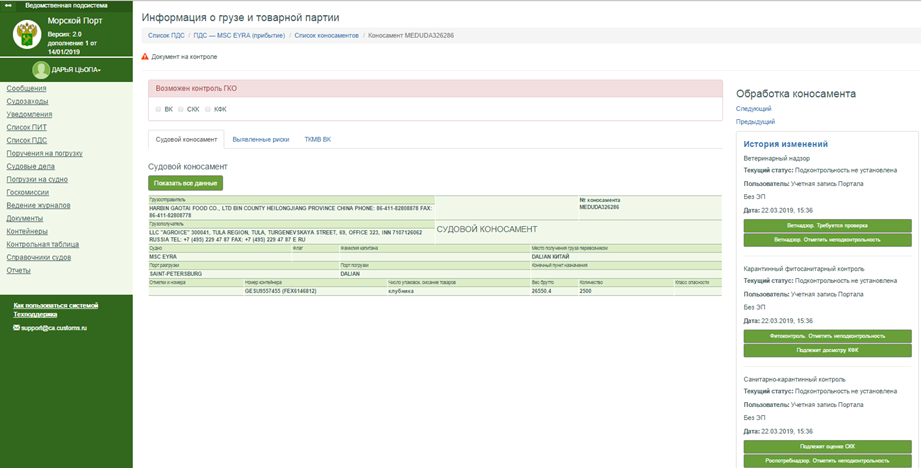 Ведомственная подсистема
Морской Порт
Версия: 2.0
дополнение 1 от
14/01/2019
ДАРЬЯ ЦЬОПА
Сообщения
Судозаходы
Уведомления
Список ПИТ
Список ПДС
Поручения на погрузку
Судовые дела
Погрузки на судно
Госкомиссии
Ведение журналов
Документы
Контейнеры
Контрольная таблица
Справочники судов
Отчеты
Как пользоваться системой
Техподдержка
support@ca.customs.ru
Информация о грузе и товарной партии
Список ПДС / ПДС — MSC EYRA (прибытие) / Список коносаментов / Коносамент MEDUDA326286
Документ на контроле
Возможен контроль ГКО
ВК СКК КФК
Судовой коносамент Выявленные риски ТКМВ ВК
Судовой коносамент
Показать все данные
Грузоотправитель № коносамента
HARBIN GAOTAI FOOD CO., LTD BIN COUNTY HEILONGJIANG PROVINCE CHINA PHONE: 86-411-82808878 FAX: MEDUDA326286
86-411-82808778
Грузополучатель
LLC "AGROICE" 300041, TULA REGION, TULA, TURGENEVSKAYA STREET, 69, OFFICE 323, INN 7107126062
RUSSIA TEL: +7 (495) 229 47 87 FAX: +7 (495) 229 47 87 E RU
СУДОВОЙ КОНОСАМЕНТ
Судно Флаг Фамилия капитана Место получения груза перевозчиком
MSC EYRA DALIAN КИТАЙ
Порт разгрузки Порт погрузки Конечный пункт назначения
SAINT-PETERSBURG DALIAN
Отметки и номера Номер контейнера Число упаковок, описание товаров Вес брутто Количество Класс опасности
GESU9557455 (FEX6146812) клубника 26550.4 2500
Обработка коносамента
Следующий
Предыдущий
История изменений
Ветеринарный надзор
Текущий статус: Подконтрольность не установлена
Пользователь: Учетная запись Портала
Без ЭП
Дата: 22.03.2019, 15:36
Ветнадзор. Требуется проверка
Ветнадзор. Отметить неподконтрольность
Карантинный фитосанитарный контроль
Текущий статус: Подконтрольность не установлена
Пользователь: Учетная запись Портала
Без ЭП
Дата: 22.03.2019, 15:36
Фитоконтроль. Отметить неподконтрольность
Подлежит досмотру КФК
Санитарно-карантинный контроль
Текущий статус: Подконтрольность не установлена
Пользователь: Учетная запись Портала
Без ЭП
Дата: 22.03.2019, 15:36
Подлежит оценке СКК
Роспотребнадзор. Отметить неподконтрольность